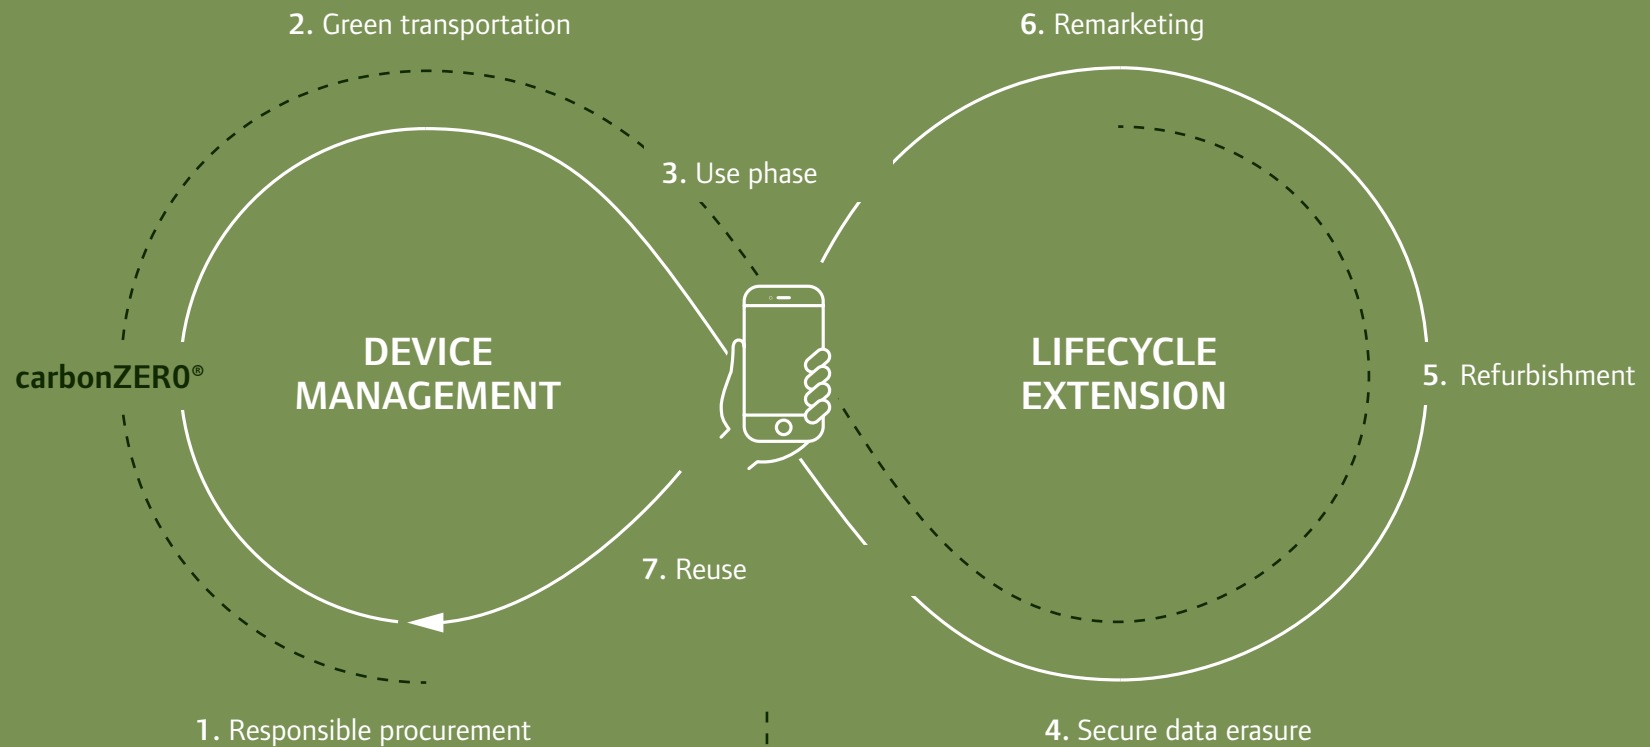 2. Green transportation
6. Remarketing
3. Use phase
DEVICE
MANAGEMENT
LIFECYCLE
EXTENSION
carbonZER0®
5. Refurbishment
7. Reuse
1. Responsible procurement
4. Secure data erasure